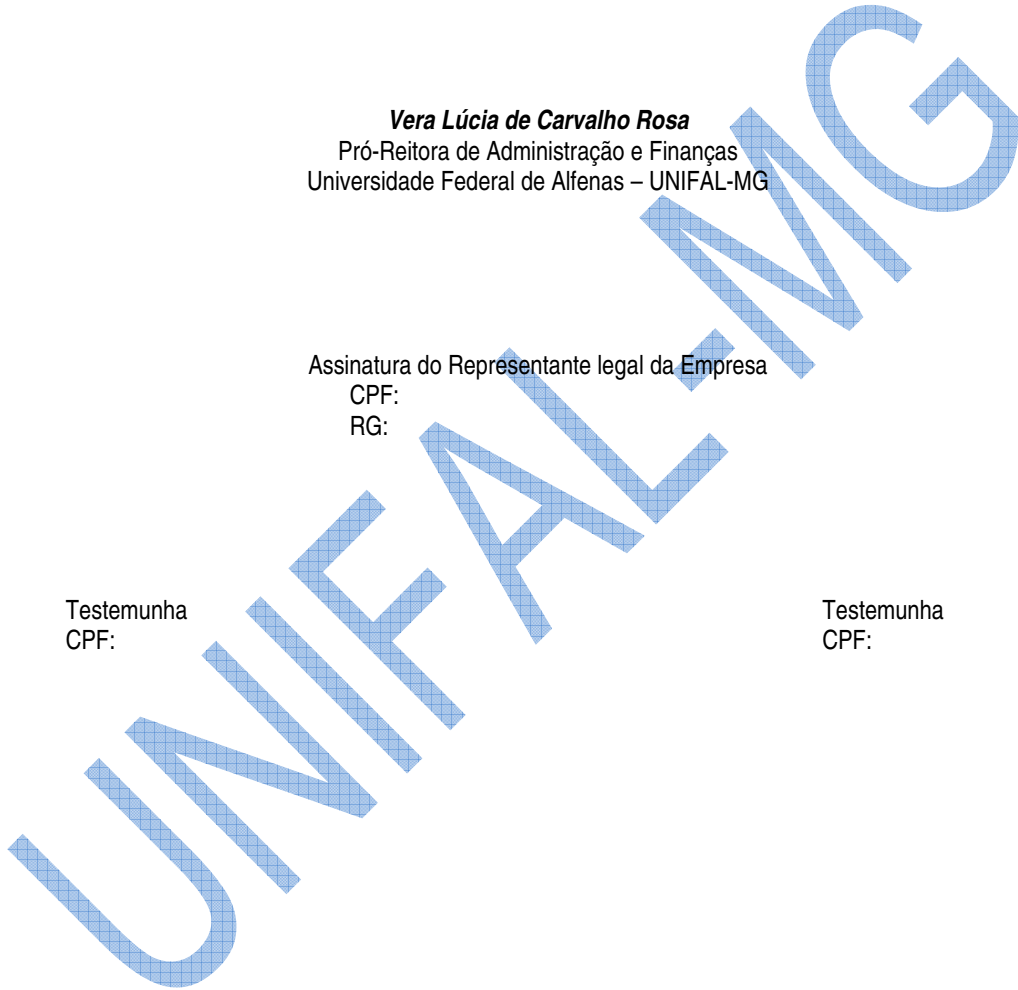 Vera Lúcia de Carvalho Rosa
Pró-Reitora de Administração e Finanças
Universidade Federal de Alfenas – UNIFAL-MG
Assinatura do Representante legal da Empresa
CPF:
RG:
Testemunha
CPF:
Testemunha
CPF:
UNIFAL-MG